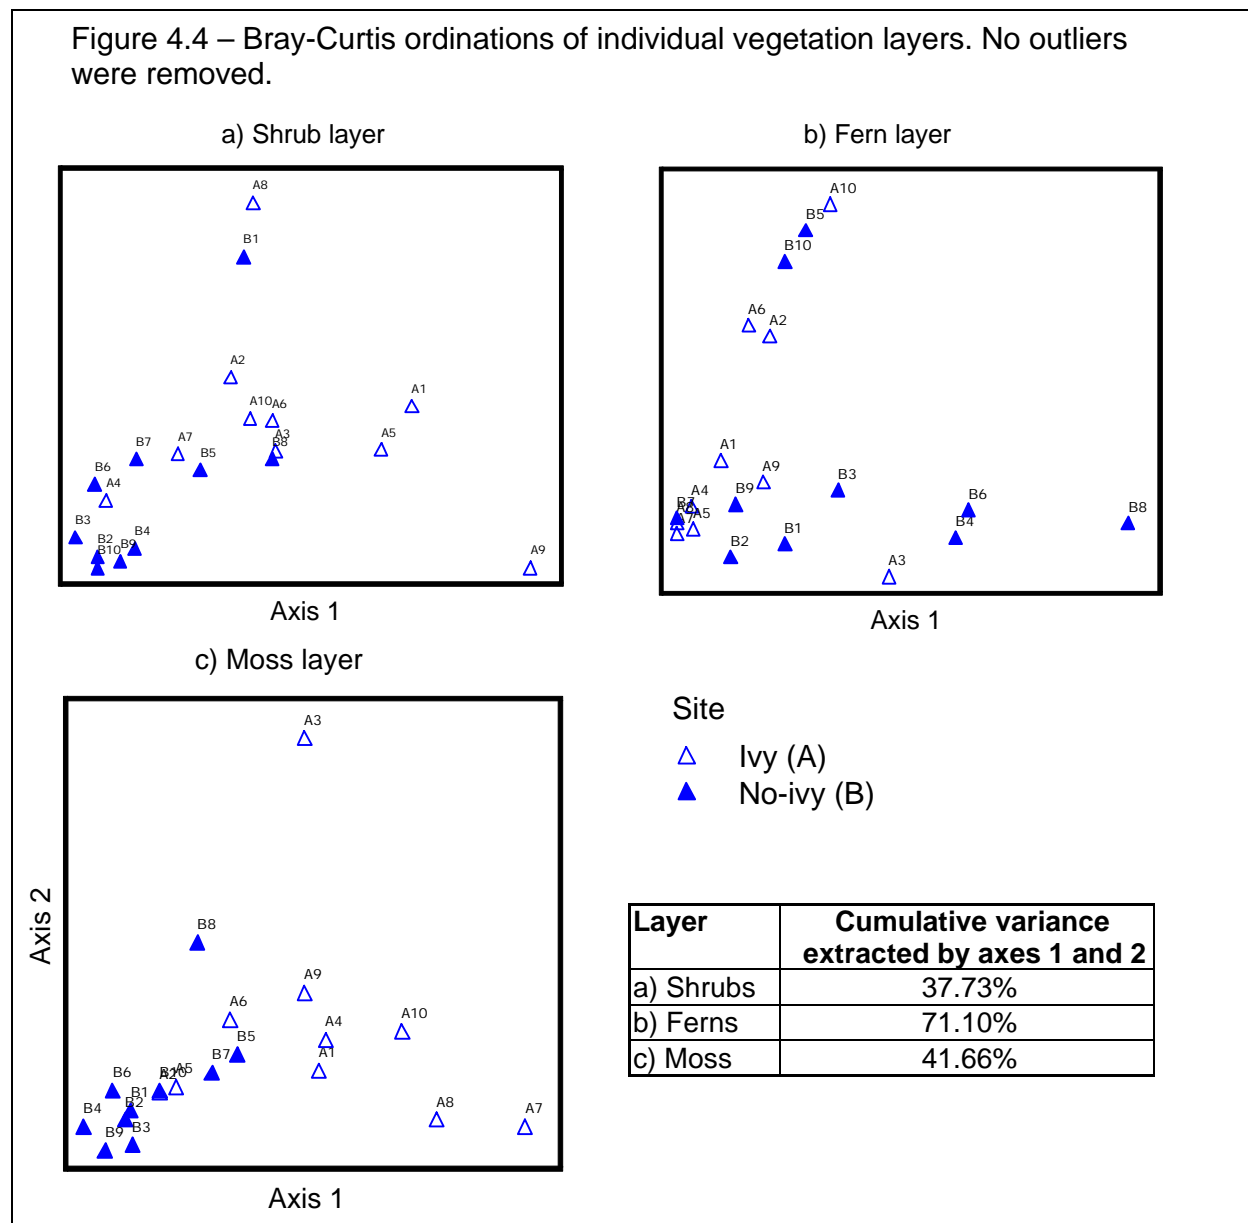 Figure 4.4 – Bray-Curtis ordinations of individual vegetation layers. No outliers
were removed.
a) Shrub layer
A8
B1
A2
A1
A10
A6
A3
A5
B7
A7
B5
B8
B6
A4
B3
B2
B4
B10
B9
A9
Axis 1
b) Fern layer
A10
B5
B10
A6
A2
A1
A9
B3
B7
A4
B9
B6
A7
A5
B8
B4
B2
B1
A3
Axis 1
c) Moss layer
A3
B8
A9
A6
A4
A10
B5
B7
A1
B6
B10
A2
A5
B1
B2
B4
B9
B3
A8
A7
Axis 2
Axis 1
Site
Ivy (A)
No-ivy (B)
Layer
Cumulative variance
extracted by axes 1 and 2
a) Shrubs
37.73%
b) Ferns
71.10%
c) Moss
41.66%